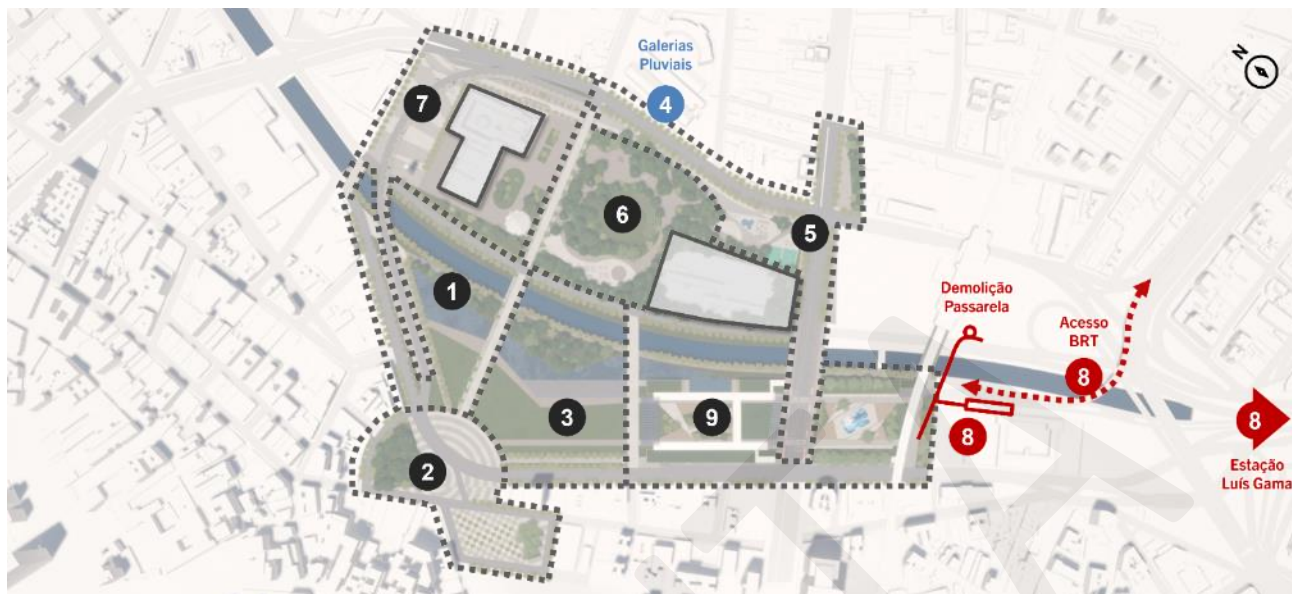 Galerias
Pluviais
4
N
7
6
5
1
Demolição
Passarela
Acesso
BRT
8
3
9
8
8
2
Estação
Luís Gama